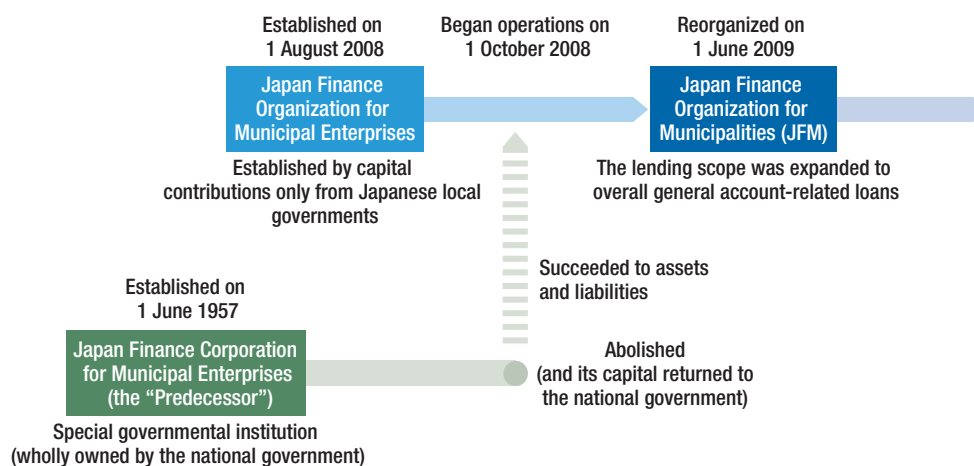 Established on
1 August 2008
Began operations on
1 October 2008
Reorganized on
1 June 2009
Japan Finance
Organization for
Municipal Enterprises
Japan Finance
Organization for
Municipalities (JFM)
Established by capital
contributions only from Japanese local
governments
The lending scope was expanded to
overall general account-related loans
Succeeded to assets
and liabilities
Established on
1 June 1957
Japan Finance Corporation
for Municipal Enterprises
(the “Predecessor”)
Abolished
(and its capital returned to
the national government)
Special governmental institution
(wholly owned by the national government)